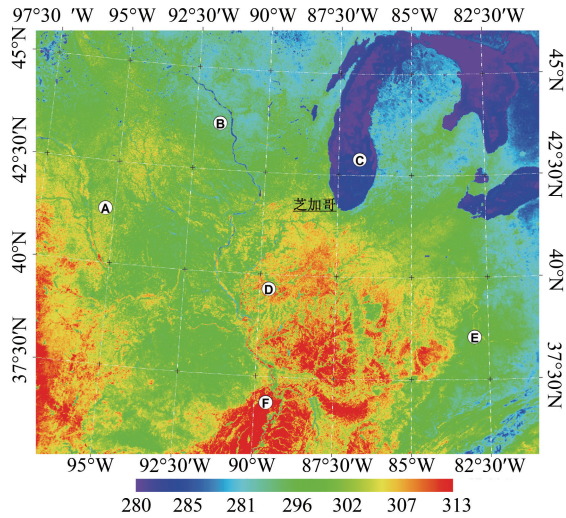 97°30 ′W 95°W 92°30′W 90°W 87°30′W 85°W 82°30′W
45°N 45°N
B
C
42°30′N 42°30′N
A 芝加哥
40°N 40°N
D
E
37°30′N 37°30′N
F
95°W 92°30′W 90°W 87°30′W 85°W 82°30′W
280 285 281 296 302 307 313